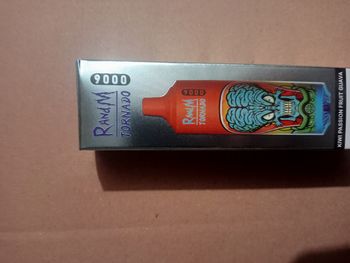 9000
RandM
TORNADO
9000
RandM
TORNADO
KIWI PASSION FRUIT GUAVA